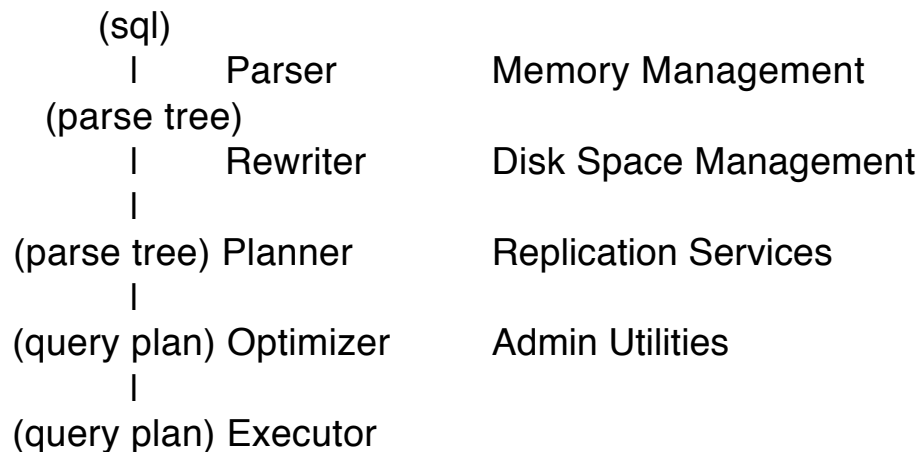 (sql)
| Parser Memory Management
(parse tree)
| Rewriter Disk Space Management
|
(parse tree) Planner Replication Services
|
(query plan) Optimizer Admin Utilities
|
(query plan) Executor